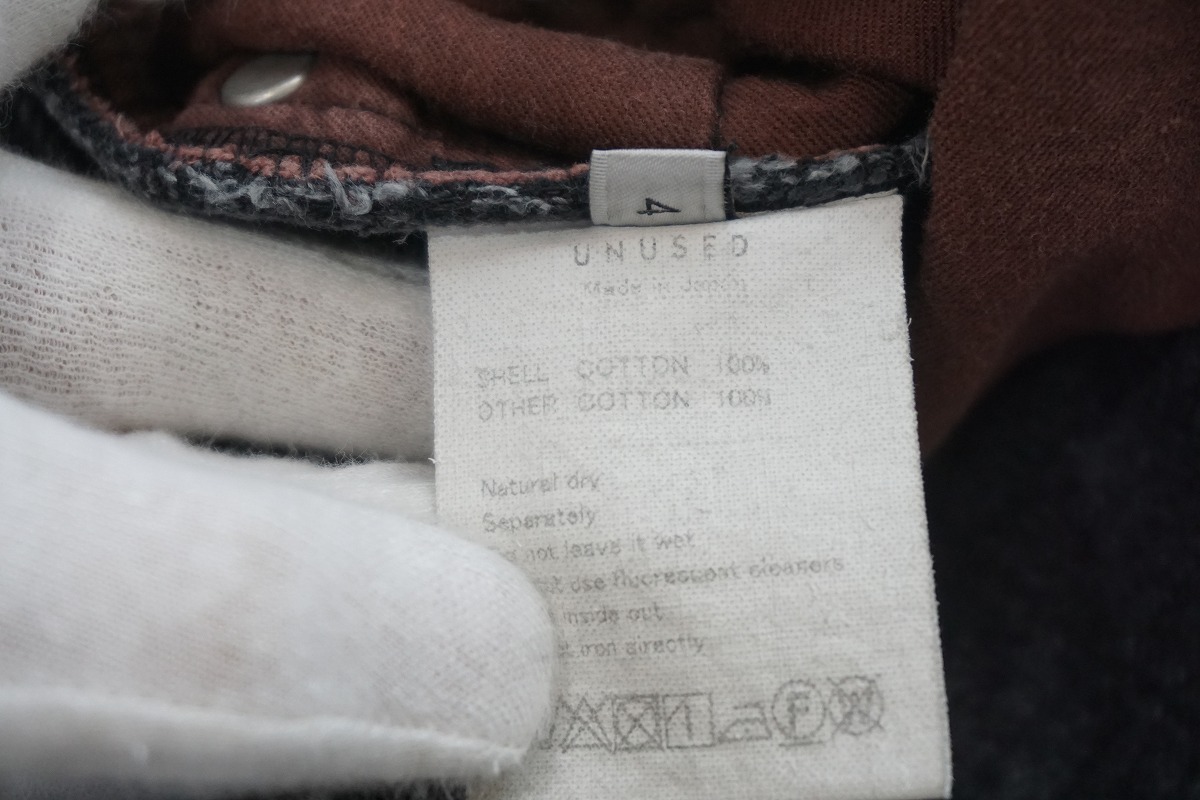 4
UNUSED
Made in Japan
SHELL COTTON 100%
OTHER COTTON 100%
Natural dry
Separately
not leave it wet
use fluorescent cleaners
inside out
iron directly
F
W